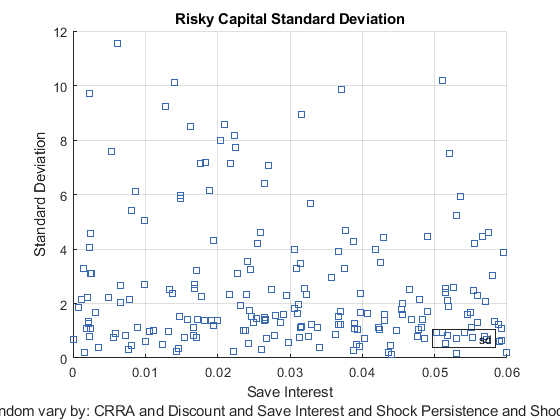 Risky Capital Standard Deviation
12
10
8
6
4
2
0
Standard Deviation
sd
0 0.01 0.02 0.03 0.04 0.05 0.06
Save Interest
ndom vary by: CRRA and Discount and Save Interest and Shock Persistence and Shoc